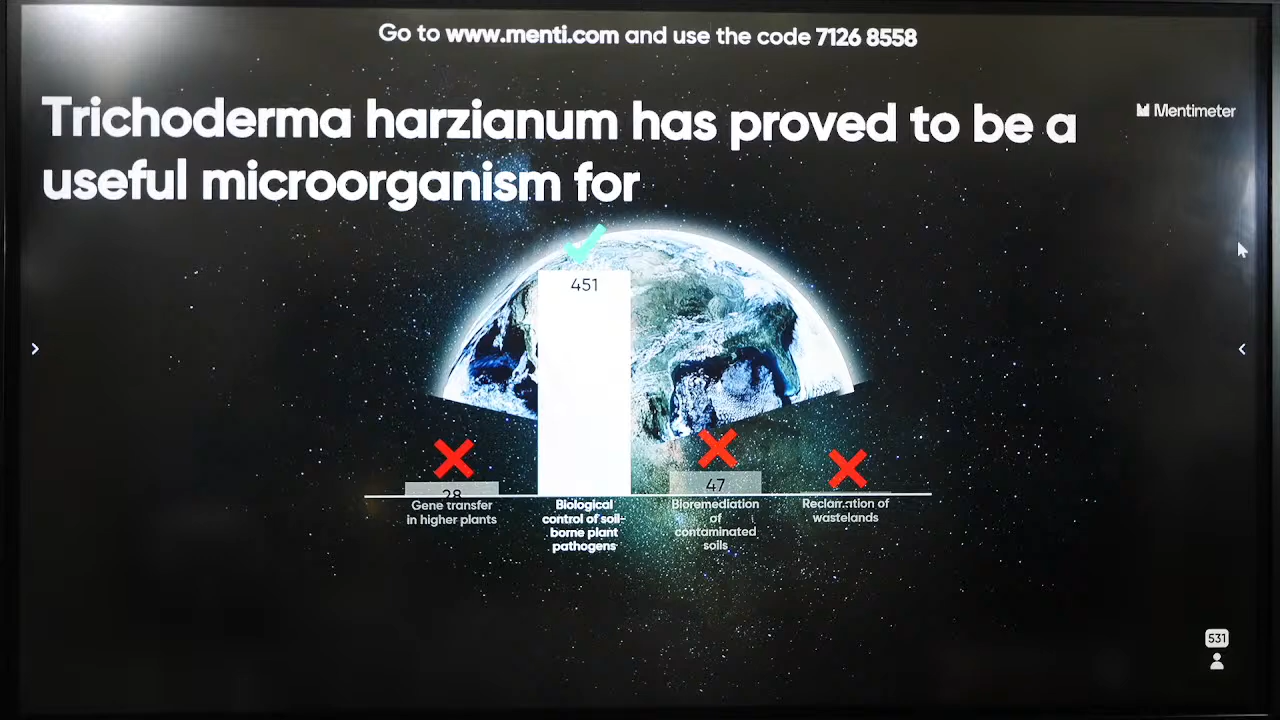 Go to www.menti.com and use the code 7126 8558
Trichoderma harzianum has proved to be a
useful microorganism for
Mentimeter
451
28
47
Gene transfer
in higher plants
Biological
control of soil-
borne plant
pathogens
Bioremediation
of
contaminated
soils
of
wastelands
531